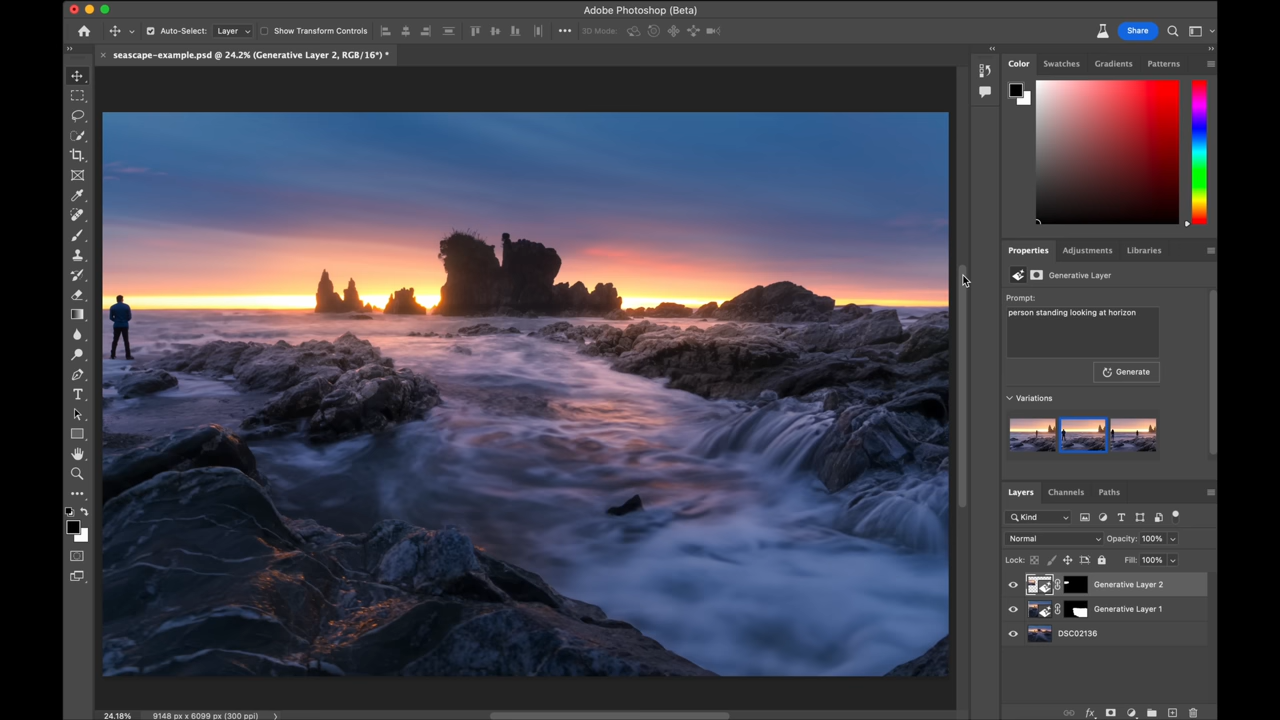 Adobe Photoshop (Beta)
Auto-Select: Layer Show Transform Controls 3D Mode: Share
seascape-example.psd @ 24.2% (Generative Layer 2, RGB/16*) *
Color Swatches Gradients Patterns
Properties Adjustments Libraries
Generative Layer
Prompt:
person standing looking at horizon
Generate
Variations
Layers Channels Paths
Kind
Normal Opacity: 100%
Lock: Fill: 100%
Generative Layer 2
Generative Layer 1
DSC02136
24.18% 9148 px x 6099 px (300 ppi)